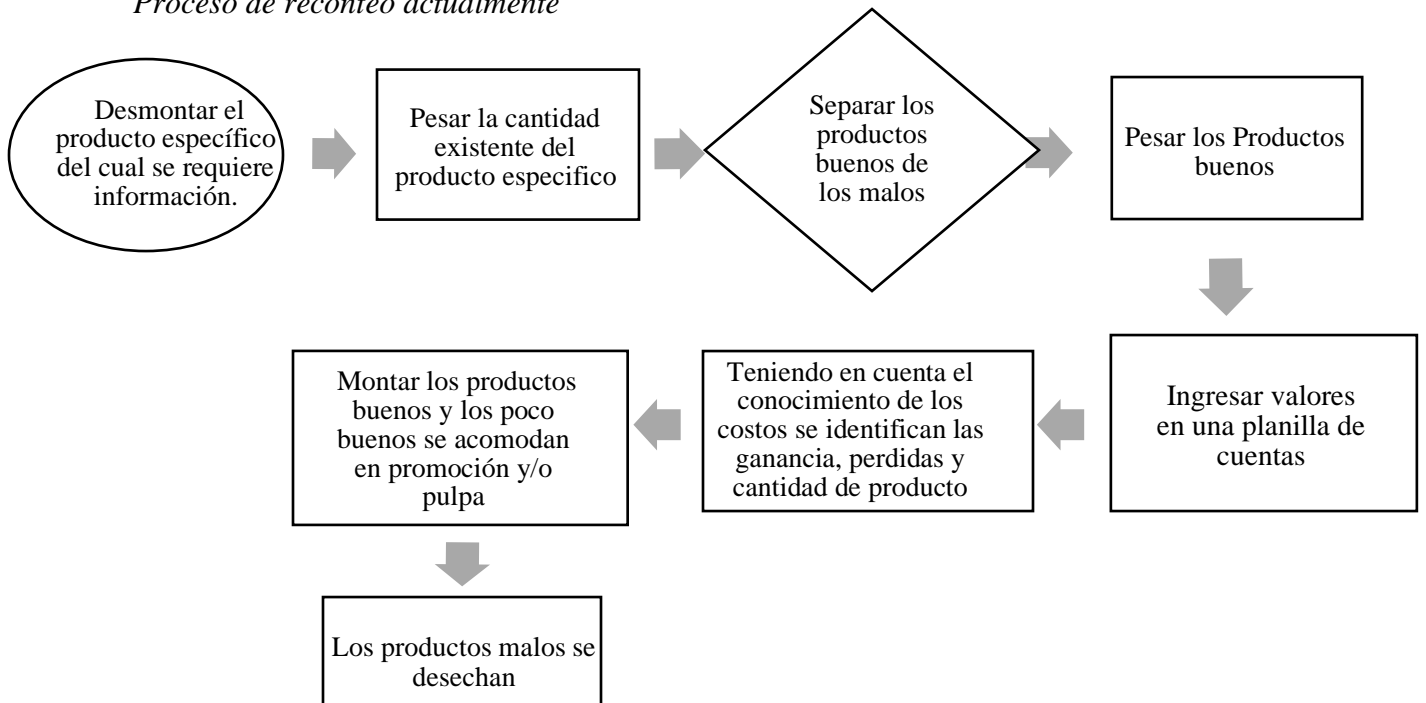 Proceso de reconteo actualmente
Desmontar el
producto específico
del cual se requiere
información.
Pesar la cantidad
existente del
producto especifico
Separar los
productos
buenos de
los malos
Pesar los Productos
buenos
Ingresar valores
en una planilla de
cuentas
Teniendo en cuenta el
conocimiento de los
costos se identifican las
ganancia, perdidas y
cantidad de producto
Montar los productos
buenos y los poco
buenos se acomodan
en promoción y/o
pulpa
Los productos malos se
desechan